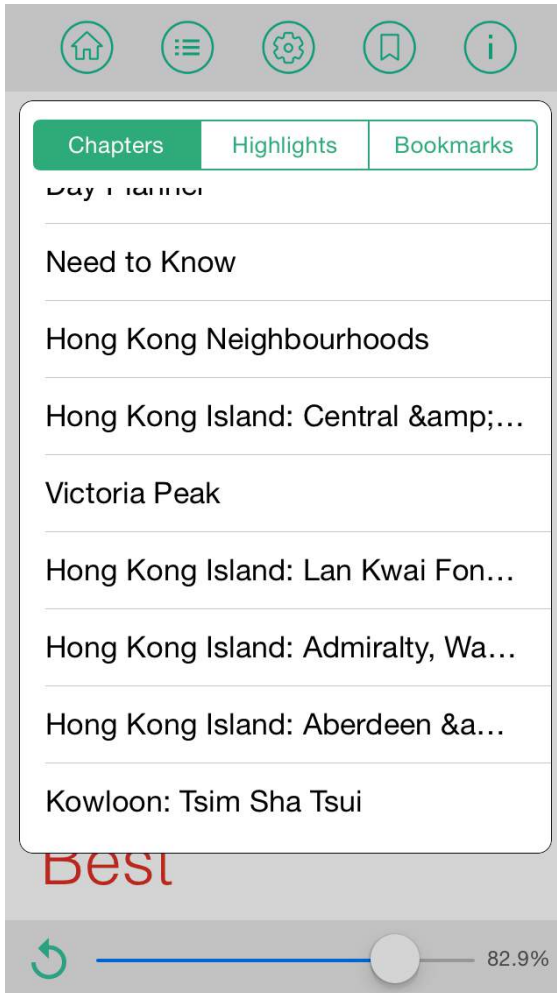 Chapters Highlights Bookmarks
Day Planner
Need to Know
Hong Kong Neighbourhoods
Hong Kong Island: Central &amp;...
Victoria Peak
Hong Kong Island: Lan Kwai Fon...
Hong Kong Island: Admiralty, Wa...
Hong Kong Island: Aberdeen &a...
Kowloon: Tsim Sha Tsui
Best
82.9%